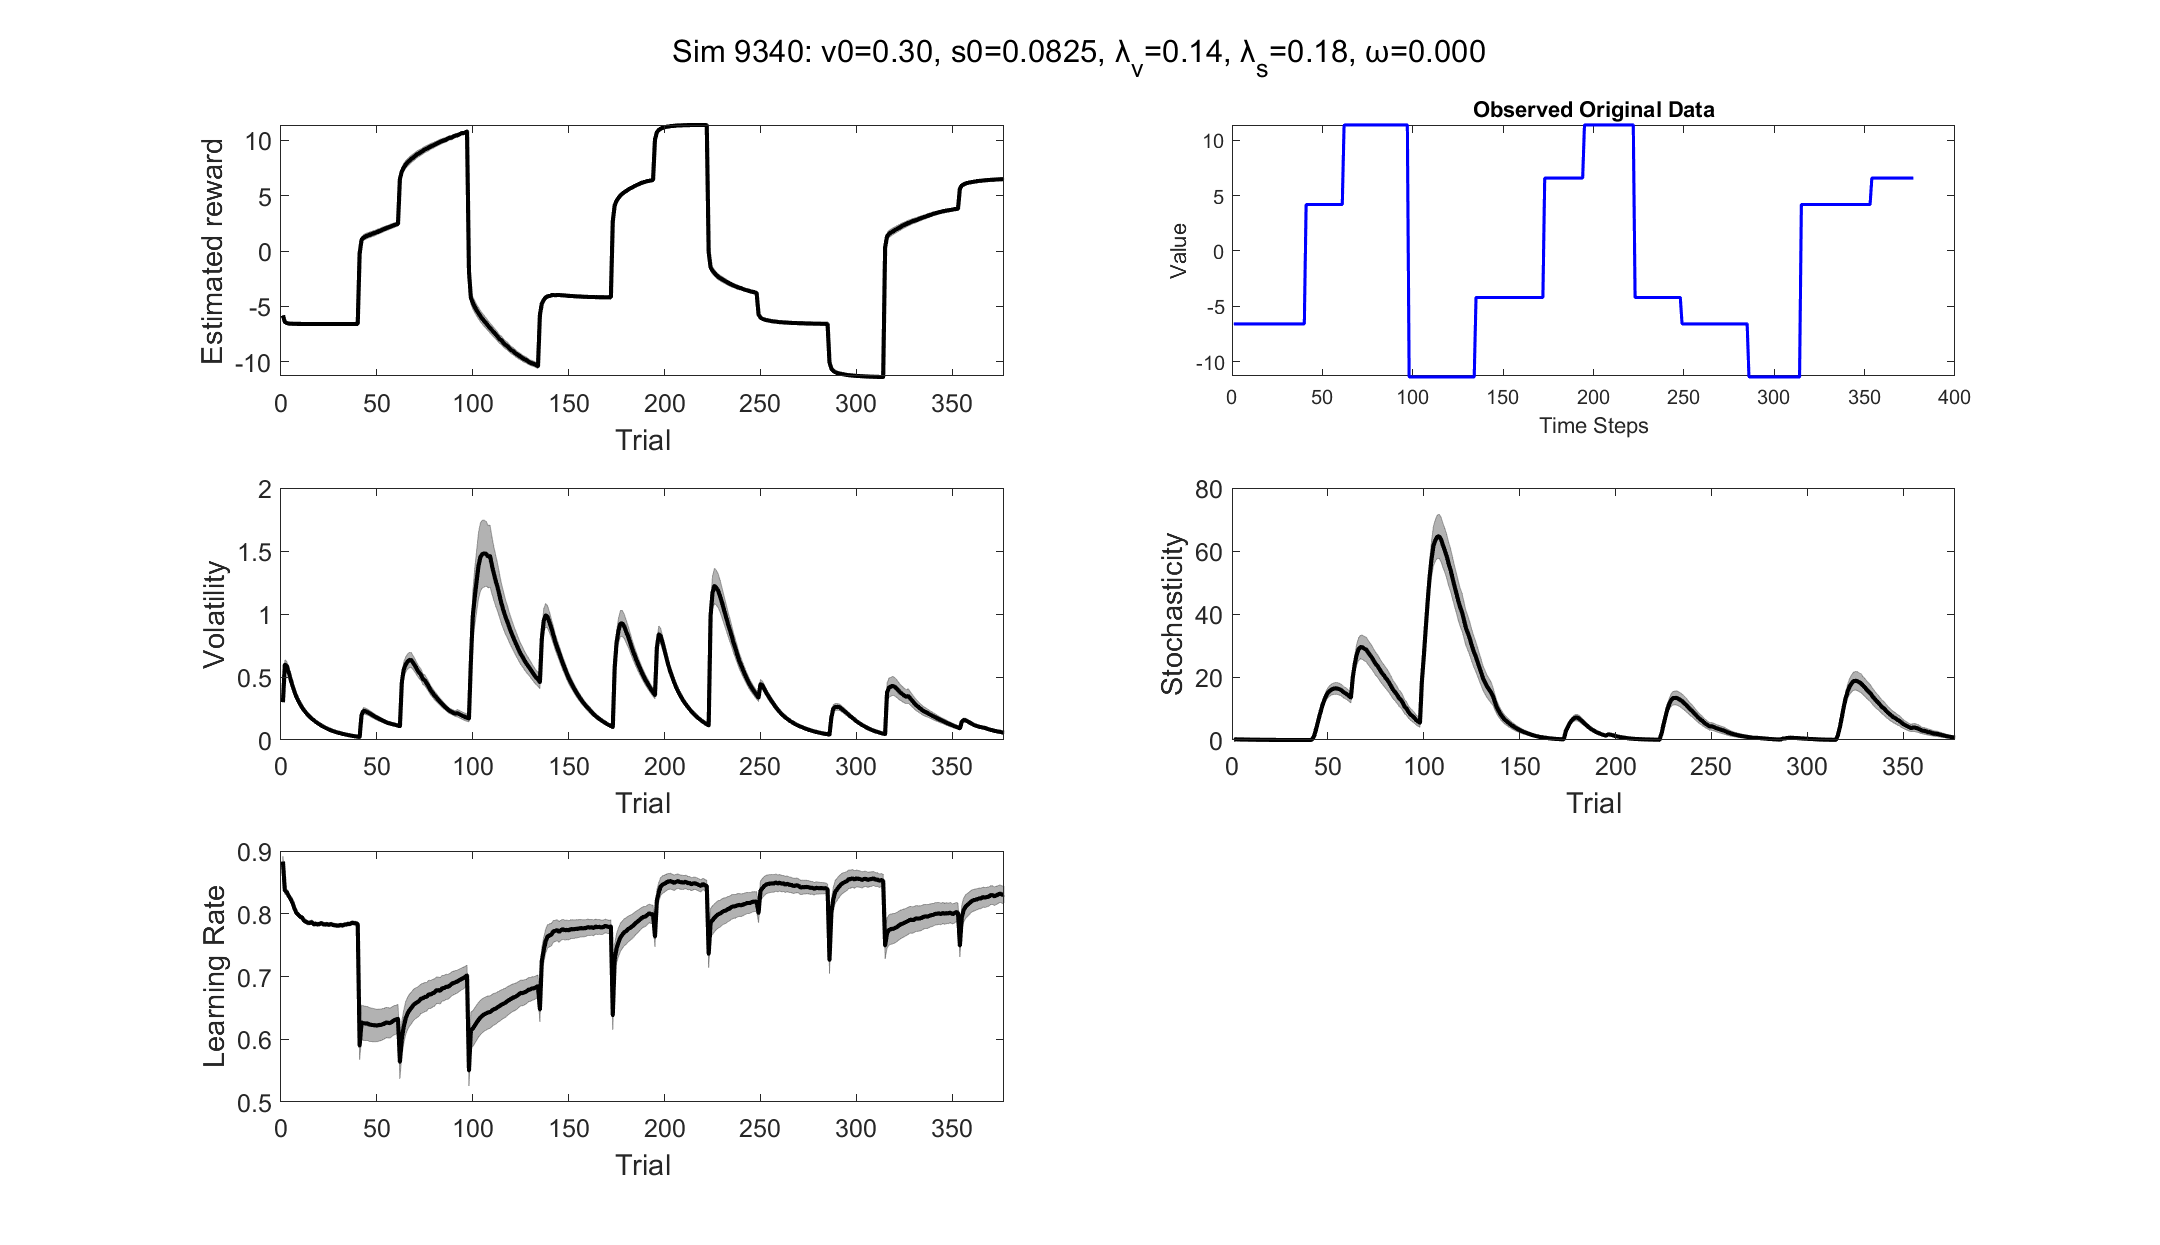 Sim 9340: v0=0.30, s0=0.0825, λ_v=0.14, λ_s=0.18, ω=0.000
Estimated reward
10
5
0
-5
-10
0 50 100 150 200 250 300 350
Trial
Observed Original Data
Value
10
5
0
-5
-10
0 50 100 150 200 250 300 350 400
Time Steps
Volatility
2
1.5
1
0.5
0
0 50 100 150 200 250 300 350
Trial
Stochasticity
80
60
40
20
0
0 50 100 150 200 250 300 350
Trial
Learning Rate
0.9
0.8
0.7
0.6
0.5
0 50 100 150 200 250 300 350
Trial